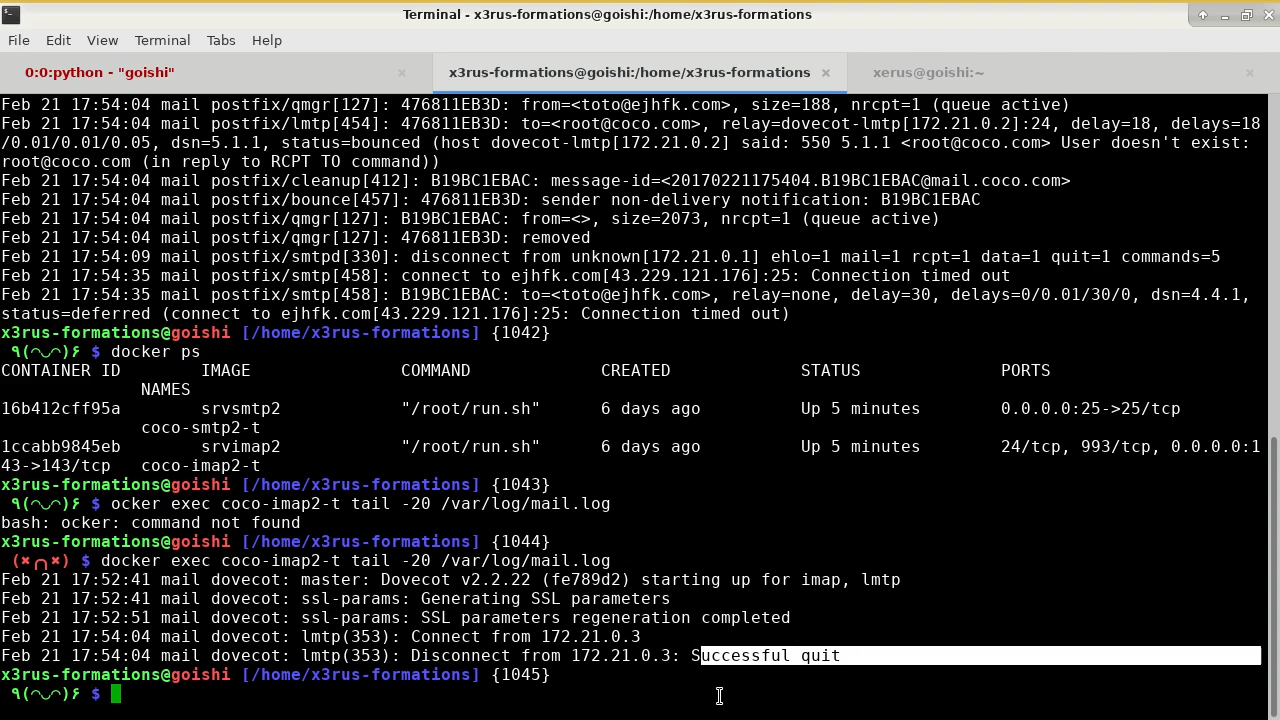 Terminal - x3rus-formations@goishi:/home/x3rus-formations
File Edit View Terminal Tabs Help
0:0:python - "goishi" x3rus-formations@goishi:/home/x3rus-formations xerus@goishi:~
Feb 21 17:54:04 mail postfix/qmgr[127]: 476811EB3D: from=<toto@ejhfk.com>, size=188, nrcpt=1 (queue active)
Feb 21 17:54:04 mail postfix/lmtp[454]: 476811EB3D: to=<root@coco.com>, relay=dovecot-lmtp[172.21.0.2]:24, delay=18, delays=18
/0.01/0.01/0.05, dsn=5.1.1, status=bounced (host dovecot-lmtp[172.21.0.2] said: 550 5.1.1 <root@coco.com> User doesn't exist:
root@coco.com (in reply to RCPT TO command))
Feb 21 17:54:04 mail postfix/cleanup[412]: B19BC1EBAC: message-id=<20170221175404.B19BC1EBAC@mail.coco.com>
Feb 21 17:54:04 mail postfix/bounce[457]: 476811EB3D: sender non-delivery notification: B19BC1EBAC
Feb 21 17:54:04 mail postfix/qmgr[127]: B19BC1EBAC: from=<>, size=2073, nrcpt=1 (queue active)
Feb 21 17:54:04 mail postfix/qmgr[127]: 476811EB3D: removed
Feb 21 17:54:09 mail postfix/smtpd[330]: disconnect from unknown[172.21.0.1] ehlo=1 mail=1 rcpt=1 data=1 quit=1 commands=5
Feb 21 17:54:35 mail postfix/smtp[458]: connect to ejhfk.com[43.229.121.176]:25: Connection timed out
Feb 21 17:54:35 mail postfix/smtp[458]: B19BC1EBAC: to=<toto@ejhfk.com>, relay=none, delay=30, delays=0/0.01/30/0, dsn=4.4.1,
status=deferred (connect to ejhfk.com[43.229.121.176]:25: Connection timed out)
x3rus-formations@goishi [/home/x3rus-formations] {1042}
٩(◠◡◠)۶ $ docker ps
CONTAINER ID IMAGE COMMAND CREATED STATUS PORTS
NAMES
16b412cff95a srvsmtp2 "/root/run.sh" 6 days ago Up 5 minutes 0.0.0.0:25->25/tcp
coco-smtp2-t
1ccabb9845eb srvimap2 "/root/run.sh" 6 days ago Up 5 minutes 24/tcp, 993/tcp, 0.0.0.0:1
43->143/tcp coco-imap2-t
x3rus-formations@goishi [/home/x3rus-formations] {1043}
٩(◠◡◠)۶ $ ocker exec coco-imap2-t tail -20 /var/log/mail.log
bash: ocker: command not found
x3rus-formations@goishi [/home/x3rus-formations] {1044}
(✖╭╮✖) $ docker exec coco-imap2-t tail -20 /var/log/mail.log
Feb 21 17:52:41 mail dovecot: master: Dovecot v2.2.22 (fe789d2) starting up for imap, lmtp
Feb 21 17:52:41 mail dovecot: ssl-params: Generating SSL parameters
Feb 21 17:52:51 mail dovecot: ssl-params: SSL parameters regeneration completed
Feb 21 17:54:04 mail dovecot: lmtp(353): Connect from 172.21.0.3
Feb 21 17:54:04 mail dovecot: lmtp(353): Disconnect from 172.21.0.3: Successful quit
x3rus-formations@goishi [/home/x3rus-formations] {1045}
٩(◠◡◠)۶ $